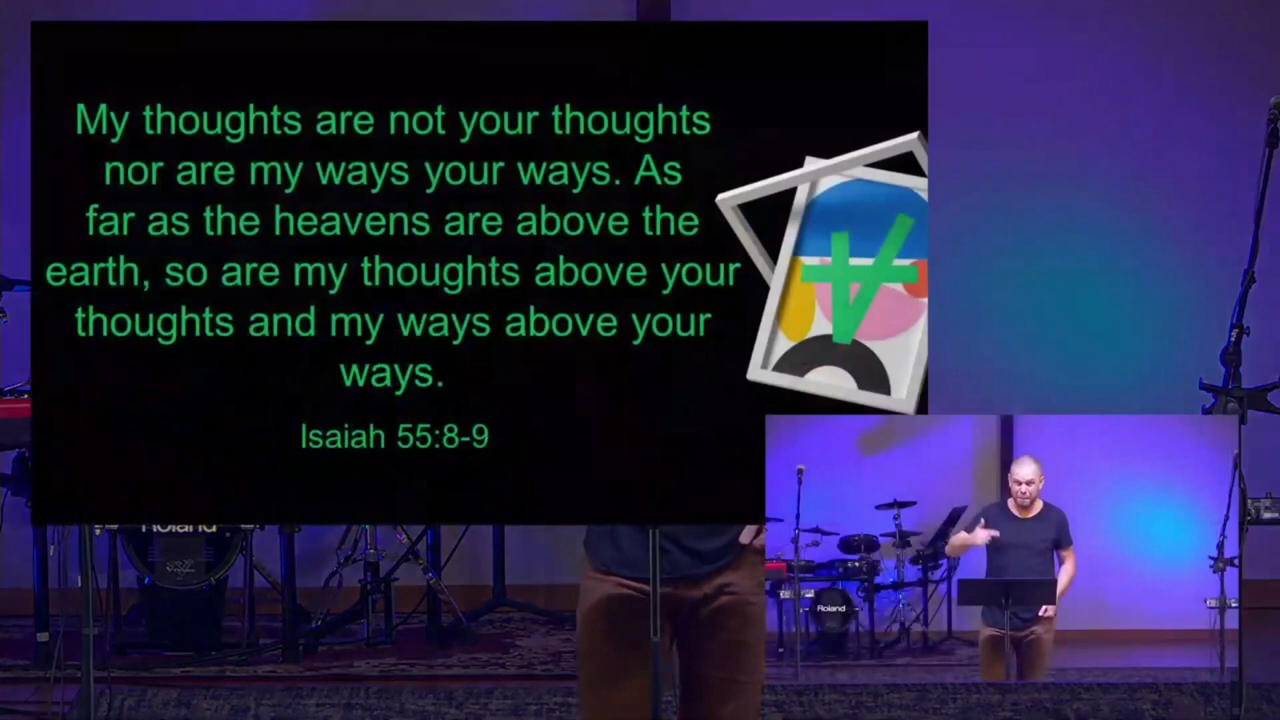 My thoughts are not your thoughts
nor are my ways your ways. As
far as the heavens are above the
earth, so are my thoughts above your
thoughts and my ways above your
ways.
Isaiah 55:8-9
Roland
Roland